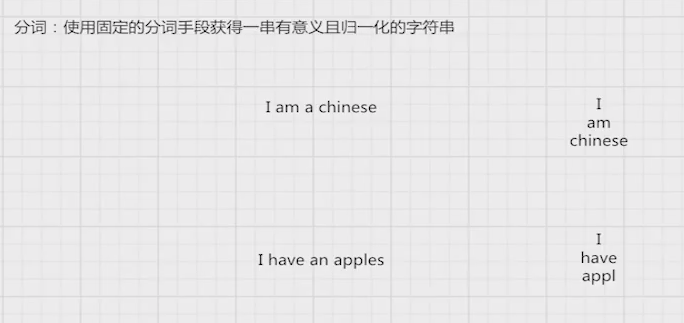 分词：使用固定的分词手段获得一串有意义且归一化的字符串
I am a chinese
I
am
chinese
I have an apples
I
have
appl